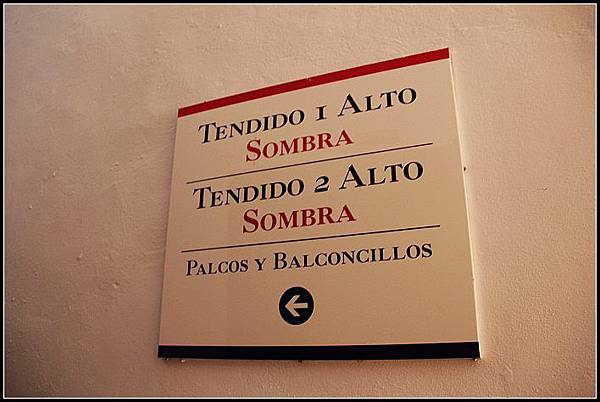 Tendido 1 Alto
Sombra
Tendido 2 Alto
Sombra
Palcos y Balconcillos